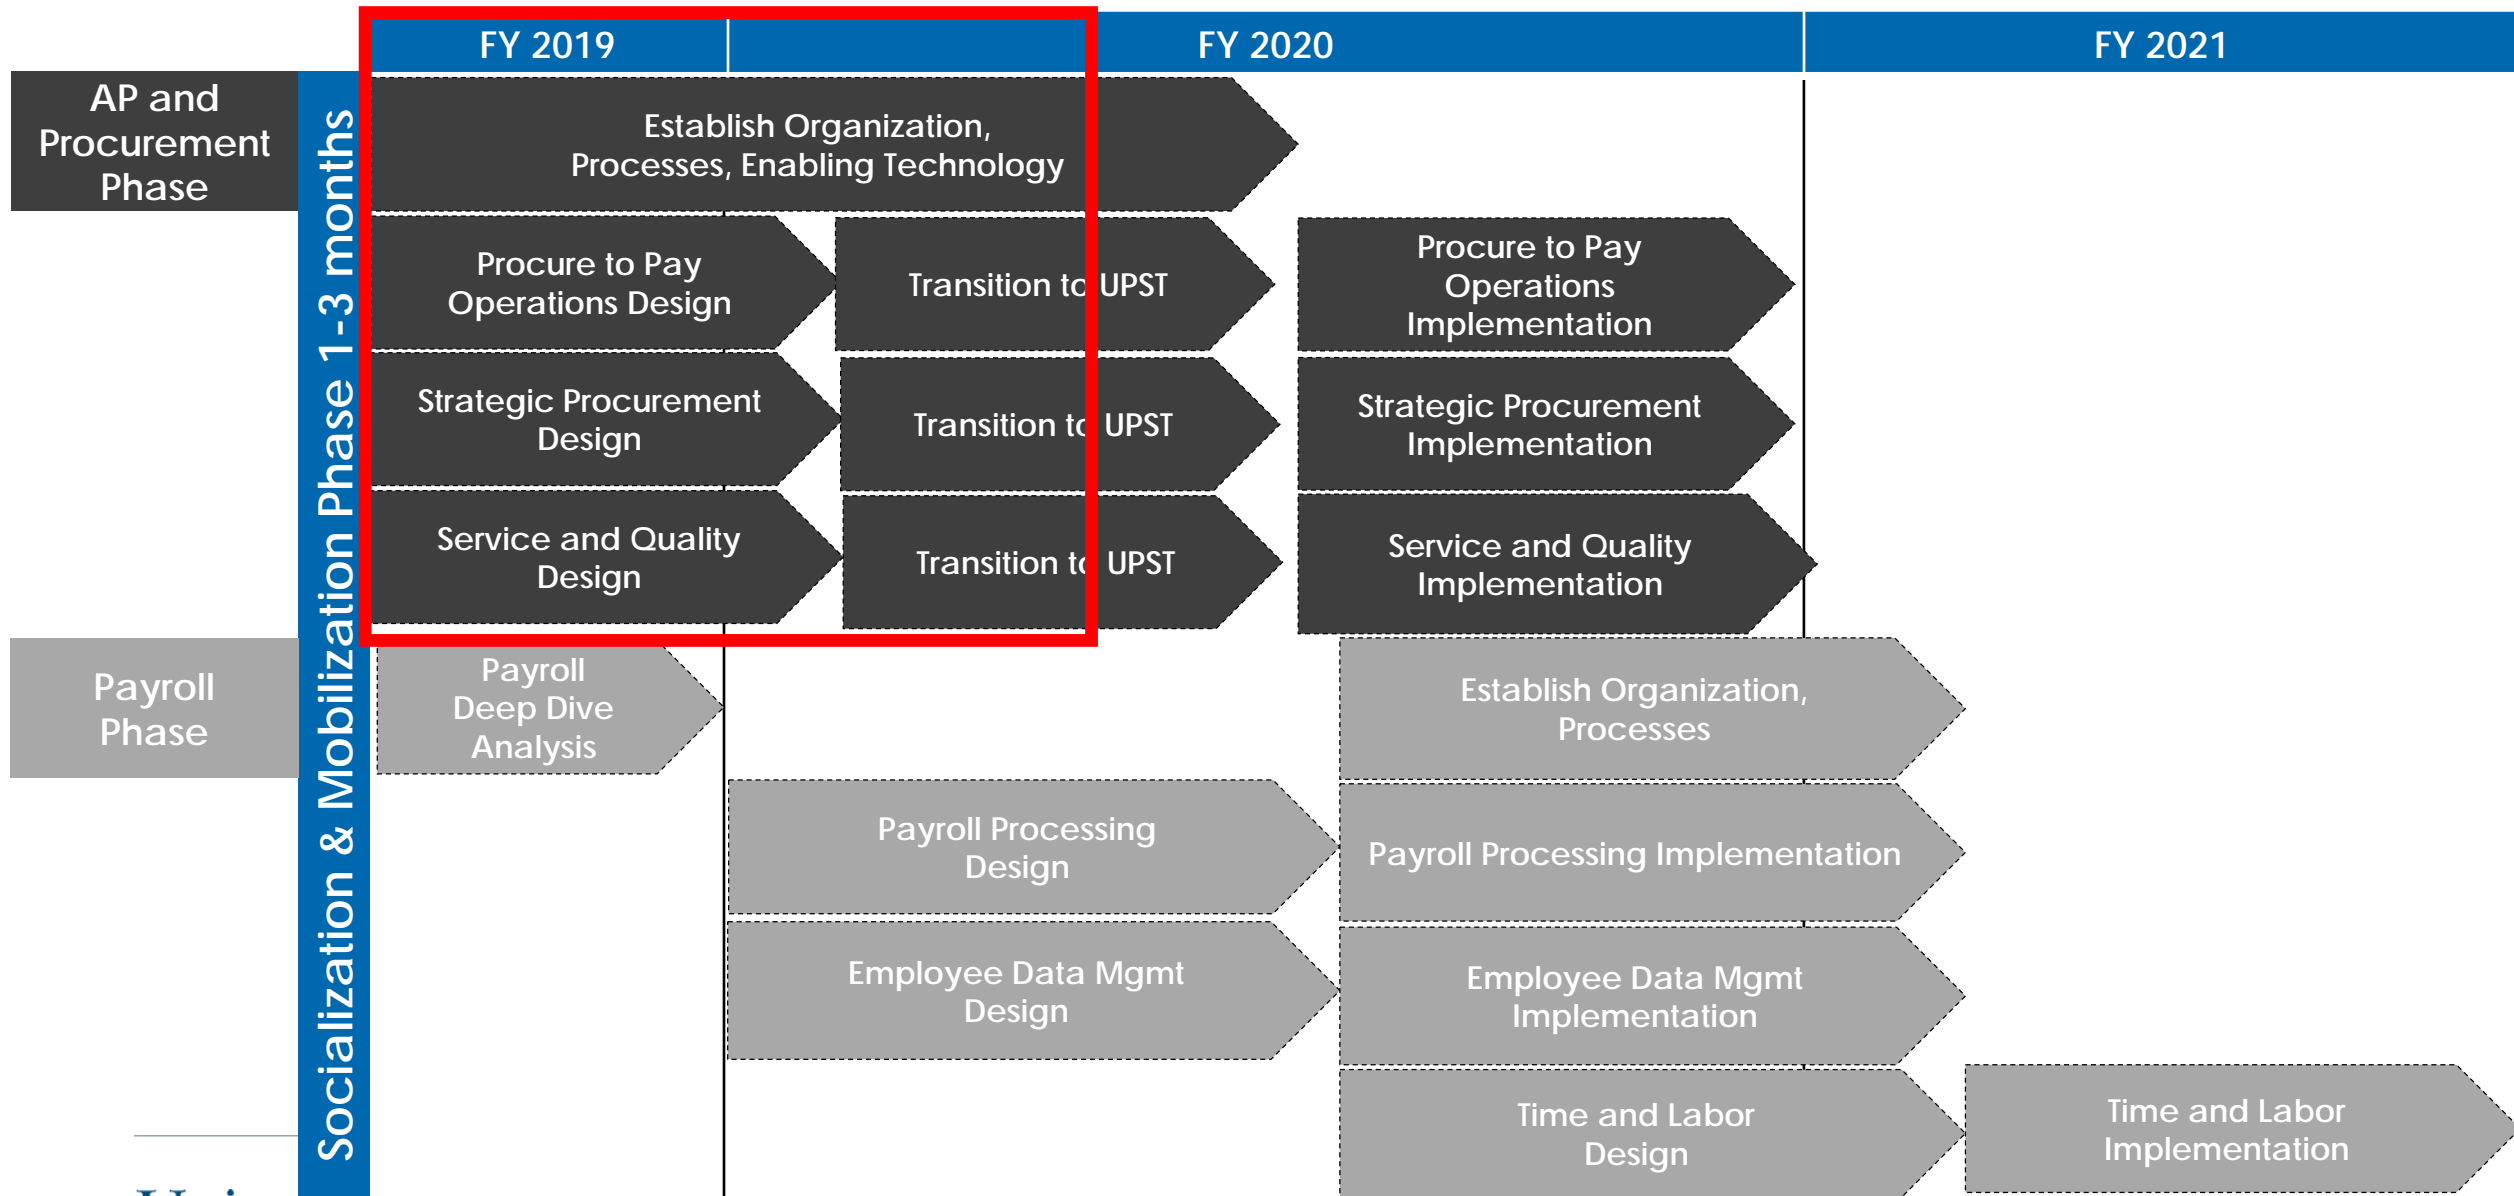 FY 2019
FY 2020
FY 2021
AP and
Procurement
Phase
Socialization & Mobilization Phase 1-3 months
Establish Organization,
Processes, Enabling Technology
Procure to Pay
Operations Design
Transition to UPST
Procure to Pay
Operations
Implementation
Strategic Procurement
Design
Transition to UPST
Strategic Procurement
Implementation
Service and Quality
Design
Transition to UPST
Service and Quality
Implementation
Payroll
Phase
Payroll
Deep Dive
Analysis
Establish Organization,
Processes
Payroll Processing
Design
Payroll Processing Implementation
Employee Data Mgmt
Design
Employee Data Mgmt
Implementation
Time and Labor
Design
Time and Labor
Implementation